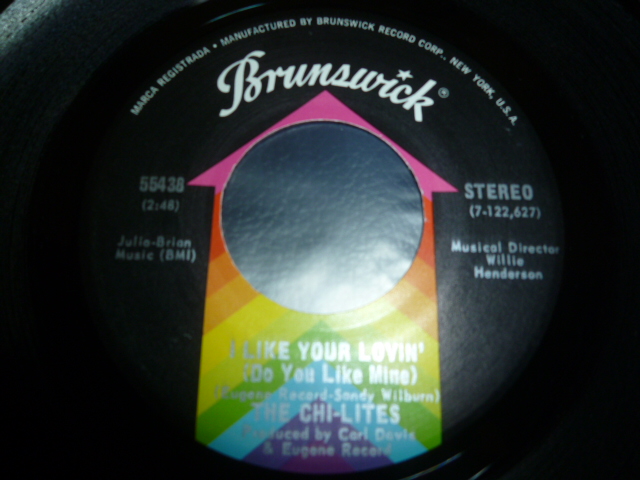 MARCA REGISTRADA • MANUFACTURED BY BRUNSWICK RECORD CORP., NEW YORK, U.S.A.
Brunswick®
55438
(2:48)
Julio-Brian
Music (BMI)
STEREO
(7-122,627)
Musical Director
Willie
Henderson
I LIKE YOUR LOVIN'
(Do You Like Mine)
(Eugene Record-Sandy Wilburn)
THE CHI-LITES
Produced by Carl Davis
& Eugene Record